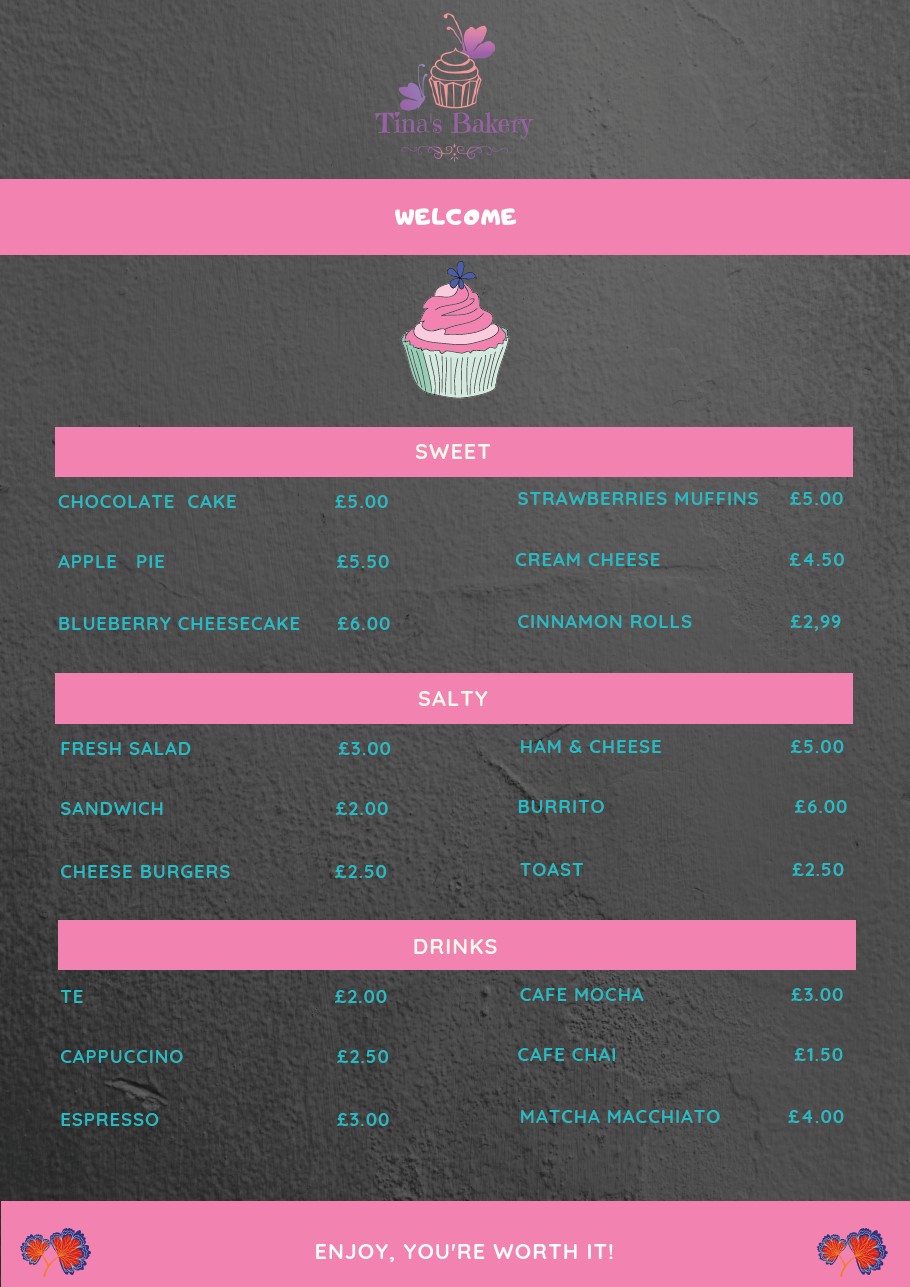 Tina's Bakery
WELCOME
SWEET
CHOCOLATE CAKE £5.00 STRAWBERRIES MUFFINS £5.00
APPLE PIE £5.50 CREAM CHEESE £4.50
BLUEBERRY CHEESECAKE £6.00 CINNAMON ROLLS £2,99
SALTY
FRESH SALAD £3.00 HAM & CHEESE £5.00
SANDWICH £2.00 BURRITO £6.00
CHEESE BURGERS £2.50 TOAST £2.50
DRINKS
TE £2.00 CAFE MOCHA £3.00
CAPPUCCINO £2.50 CAFE CHAI £1.50
ESPRESSO £3.00 MATCHA MACCHIATO £4.00
ENJOY, YOU'RE WORTH IT!